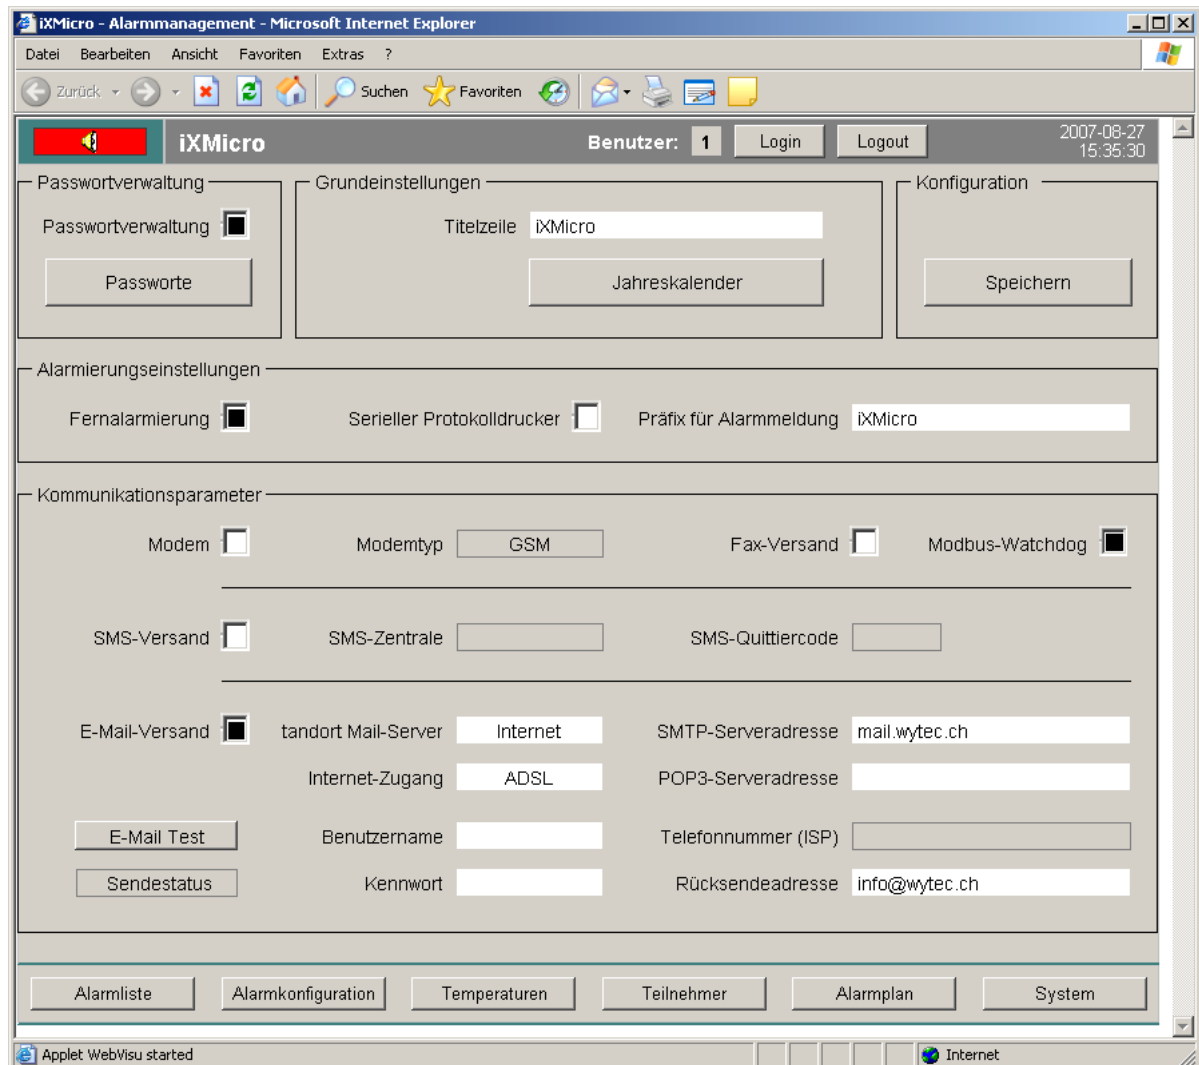 iXMicro - Alarmmanagement - Microsoft Internet Explorer
Datei Bearbeiten Ansicht Favoriten Extras ?
Zurück Suchen Favoriten
iXMicro Benutzer: 1 Login Logout 2007-08-27
15:35:30
Passwortverwaltung Grundeinstellungen Konfiguration
Passwortverwaltung Titelzeile iXMicro
Passworte Jahreskalender Speichern
Alarmierungseinstellungen
Fernalarmierung Serieller Protokolldrucker Präfix für Alarmmeldung iXMicro
Kommunikationsparameter
Modem Modemtyp GSM Fax-Versand Modbus-Watchdog
SMS-Versand SMS-Zentrale SMS-Quittiercode
E-Mail-Versand tandort Mail-Server Internet SMTP-Serveradresse mail.wytec.ch
Internet-Zugang ADSL POP3-Serveradresse
E-Mail Test Benutzername Telefonnummer (ISP)
Sendestatus Kennwort Rücksendeadresse info@wytec.ch
Alarmliste Alarmkonfiguration Temperaturen Teilnehmer Alarmplan System
Applet WebVisu started Internet